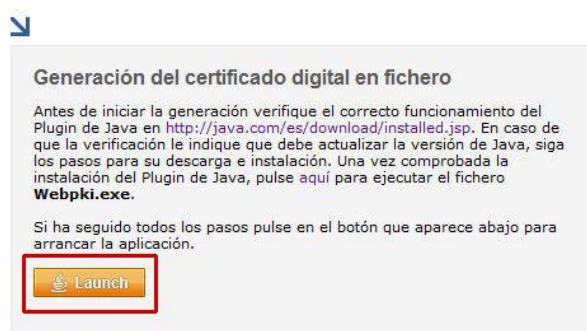 Generación del certificado digital en fichero
Antes de iniciar la generación verifique el correcto funcionamiento del
Plugin de Java en http://java.com/es/download/installed.jsp. En caso de
que la verificación le indique que debe actualizar la versión de Java, siga
los pasos para su descarga e instalación. Una vez comprobada la
instalación del Plugin de Java, pulse aquí para ejecutar el fichero
Webpki.exe.
Si ha seguido todos los pasos pulse en el botón que aparece abajo para
arrancar la aplicación.
Launch